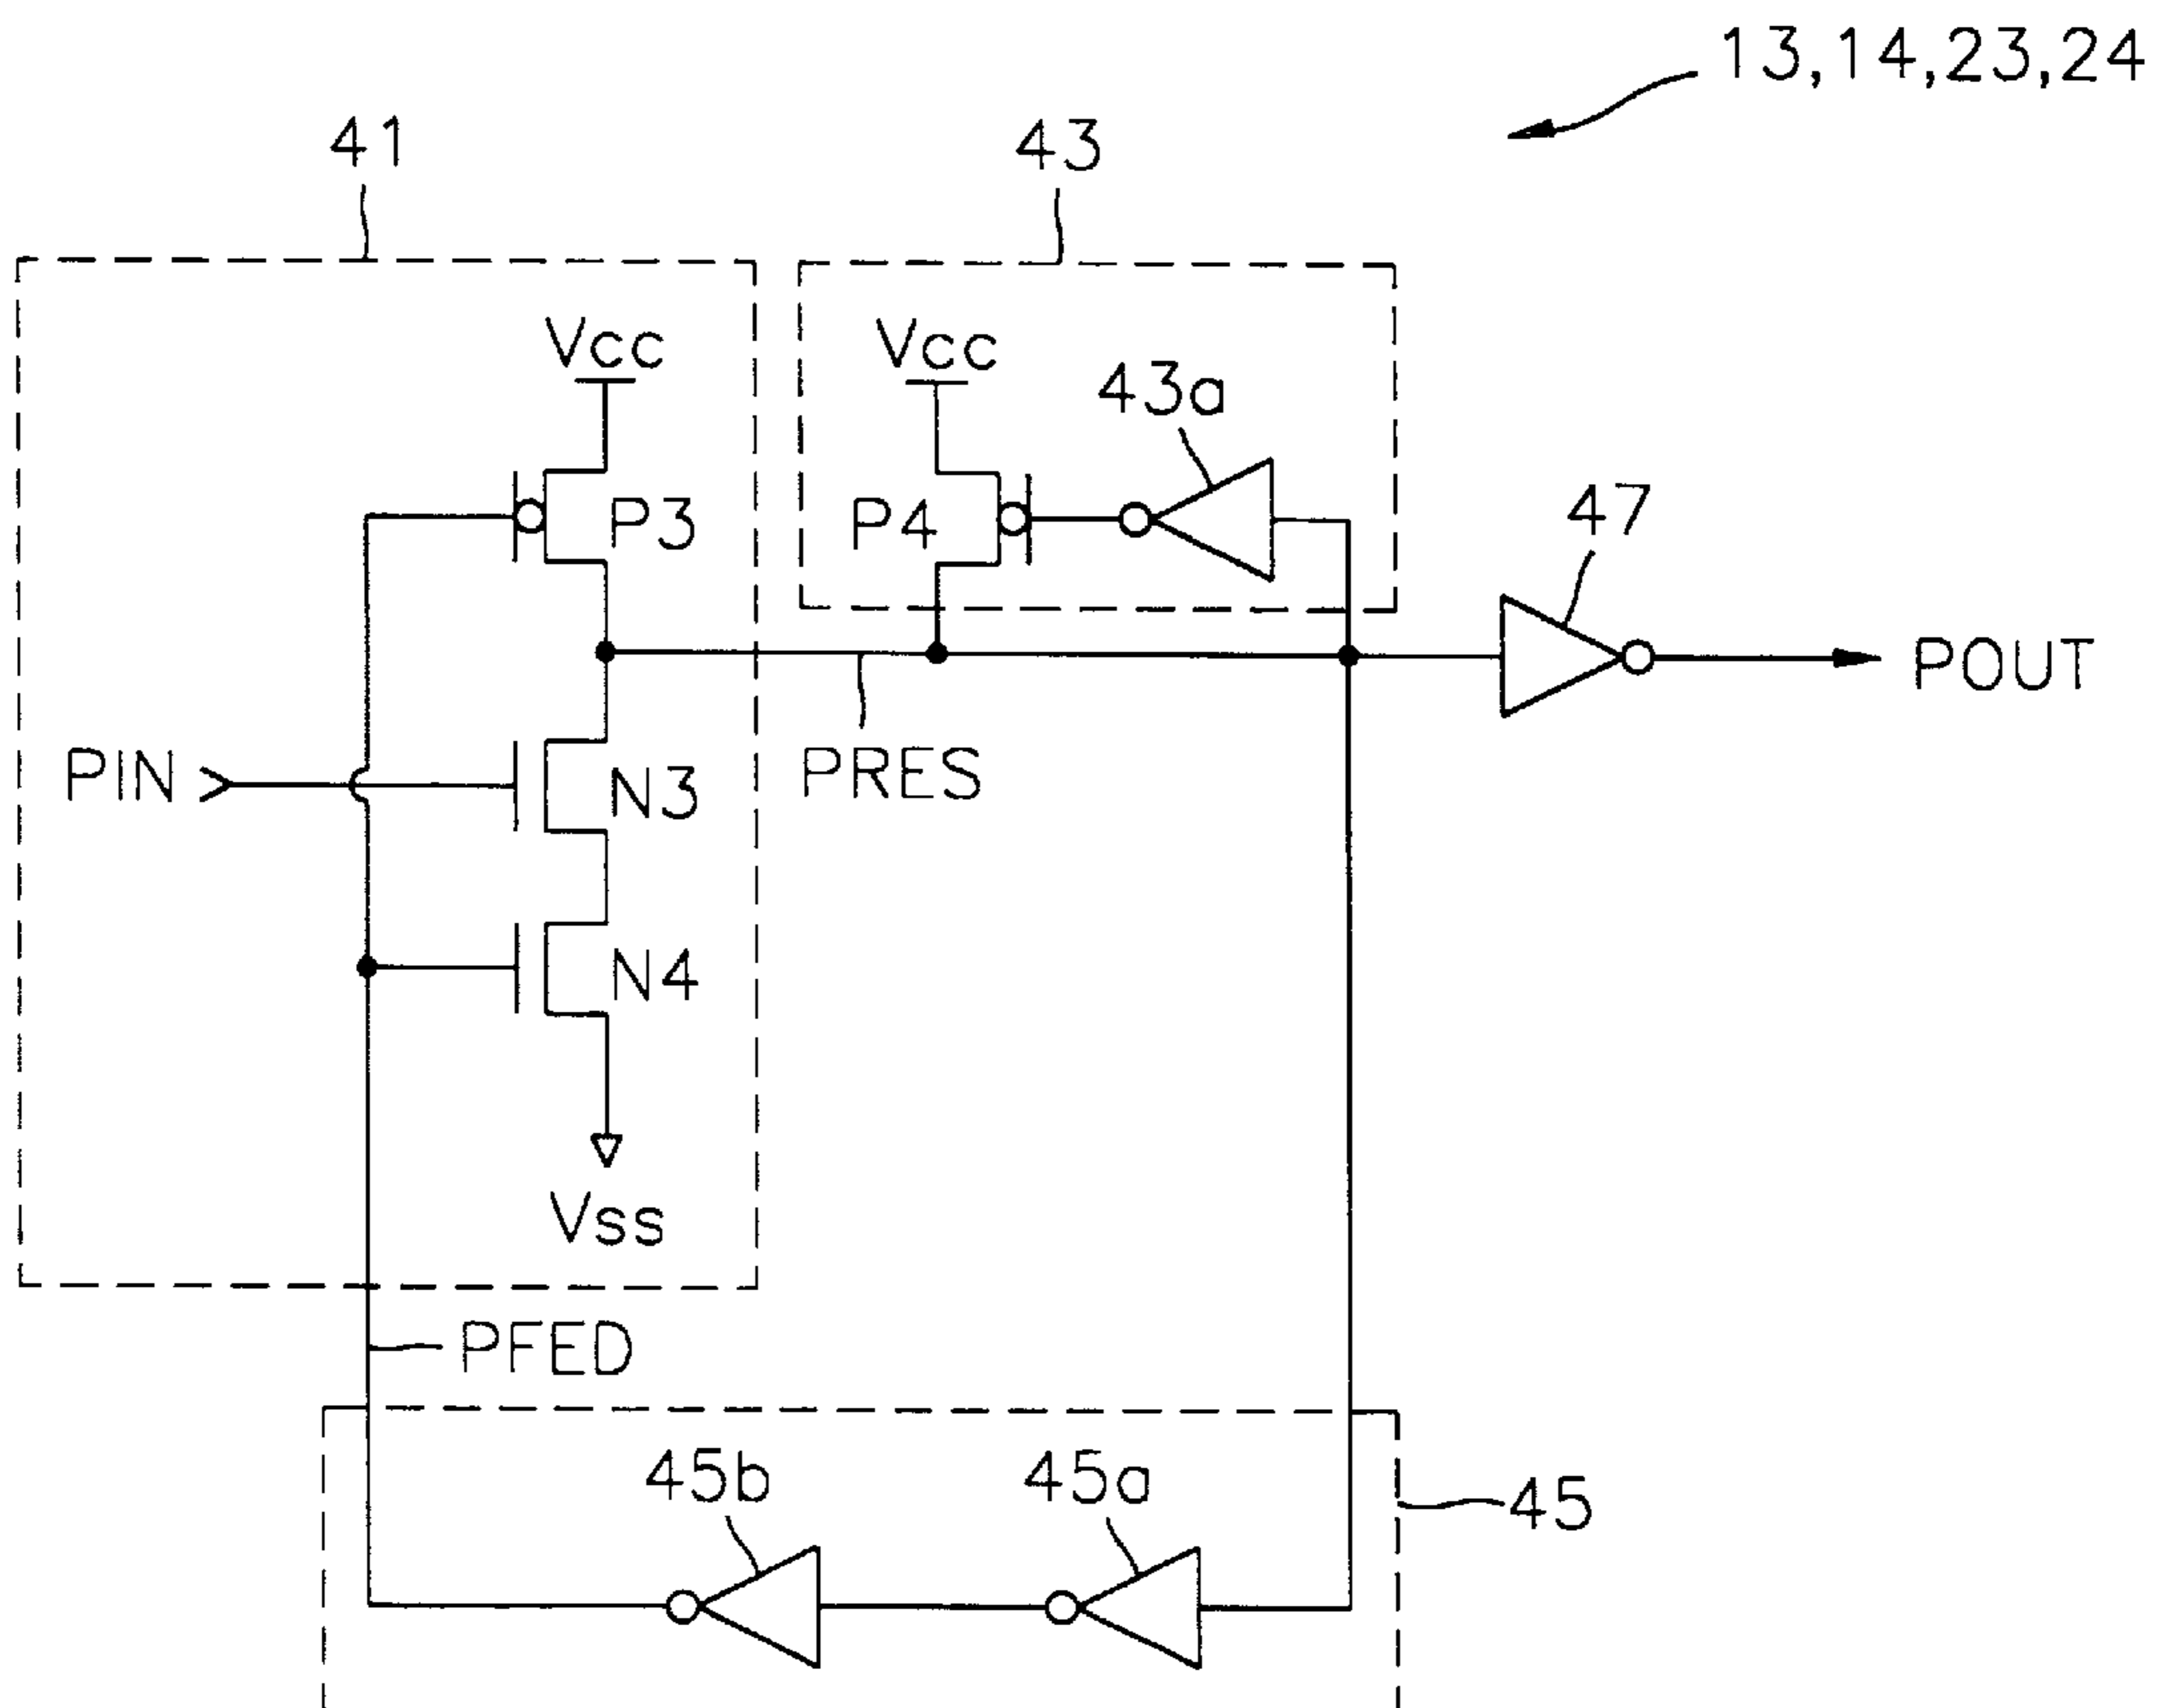 13,14,23,24
41
43
Vcc
Vcc
43a
P3
P4
47
POUT
PIN
N3
PRES
N4
Vss
PFED
45b
45a
45